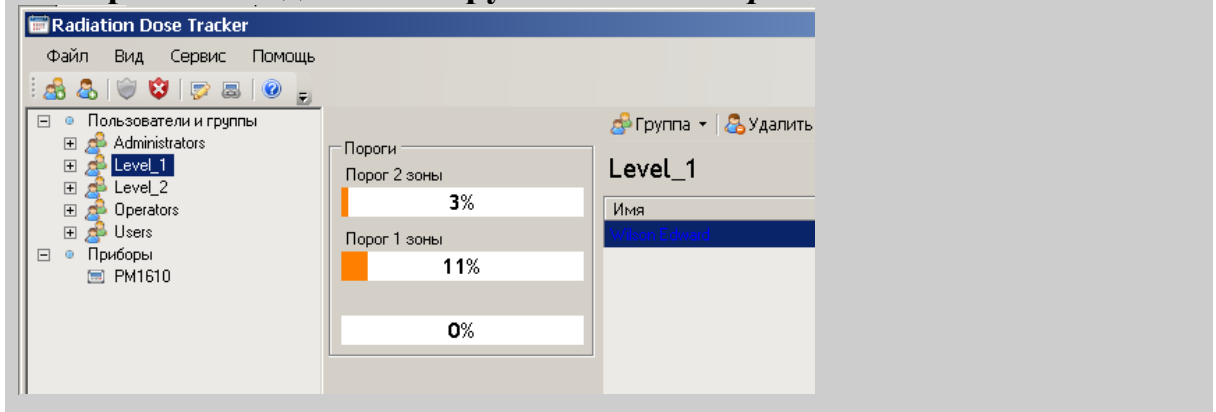 Radiation Dose Tracker
Файл Вид Сервис Помощь
Пользователи и группы
Administrators
Level_1
Level_2
Operators
Users
Приборы
PM1610
Пороги
Порог 2 зоны
3%
Порог 1 зоны
11%
0%
Группа Удалить
Level_1
Имя
Wilson Edward